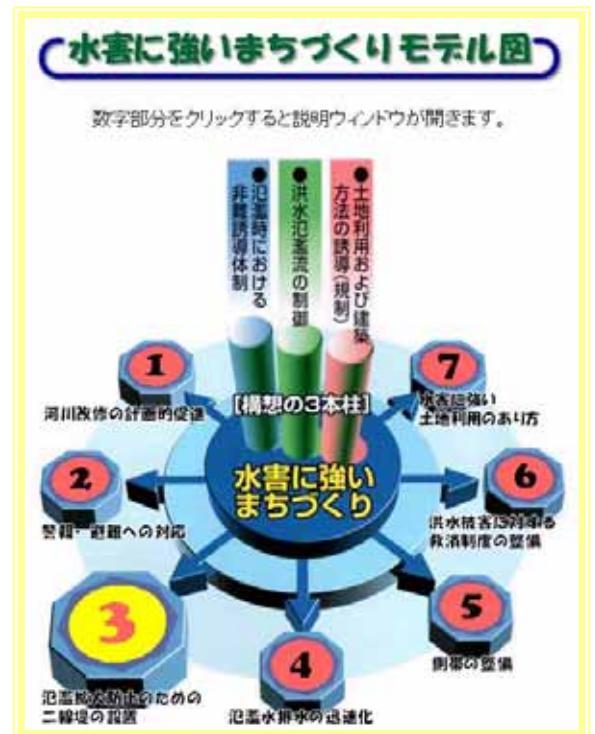 水害に強いまちづくりモデル図
数字部分をクリックすると説明ウィンドウが開きます。
●氾濫時における
非難誘導体制
●洪水氾濫流の制御
●土地利用および建築
方法の誘導(規制)
[構想の3本柱]
水害に強い
まちづくり
1
河川改修の計画的促進
2
警報・避難への対応
3
氾濫拡大防止のための
二線堤の設置
4
氾濫水排水の迅速化
5
側帯の整備
6
洪水被害に対する
救済制度の整備
7
水害に強い
土地利用のあり方